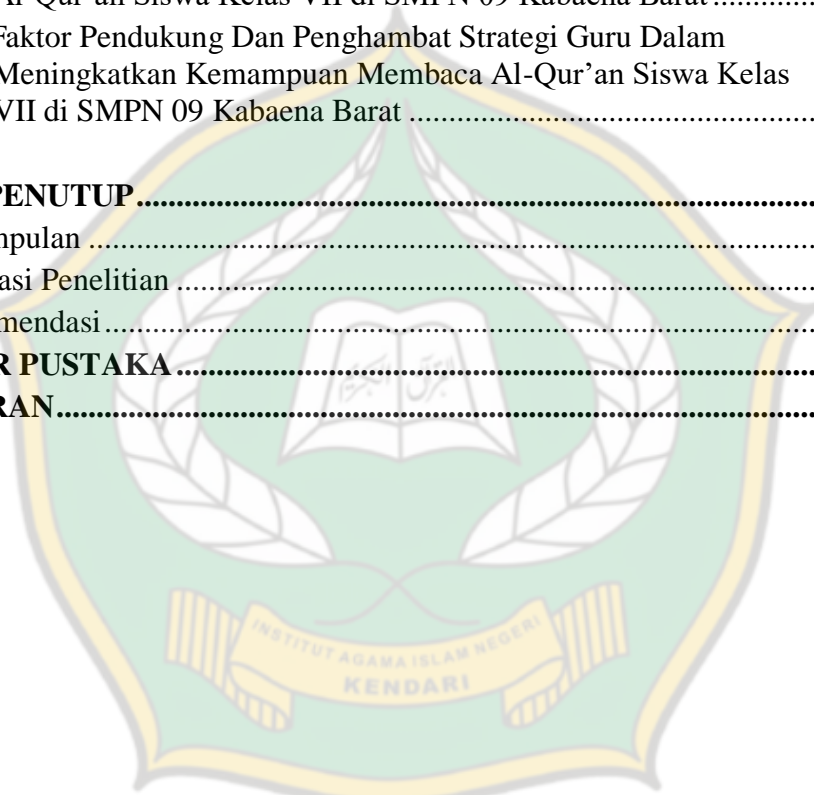 Al-Qur'an Siswa Kelas VII di SMPN 09 Kabaena Barat..............
Faktor Pendukung Dan Penghambat Strategi Guru Dalam
Meningkatkan Kemampuan Membaca Al-Qur'an Siswa Kelas
VII di SMPN 09 Kabaena Barat ......................................................
PENUTUP.........................................................................................
mpulan ...............................................................................................
asi Penelitian ....................................................................................
mendasi.............................................................................................
R PUSTAKA....................................................................................
RAN...................................................................................................
INSTITUT AGAMA ISLAM NEGERI
KENDARI